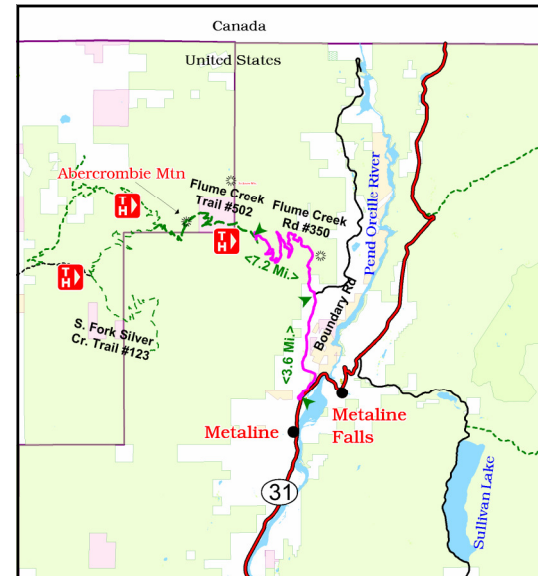 Canada
United States
Abercrombie Mtn
Flume Creek
Trail #502
Flume Creek
Rd #350
Pend Oreille River
TH
TH
TH
<7.2 Mi.>
Boundary Rd
S. Fork Silver
Cr. Trail #123
<3.6 Mi.>
Metaline
Metaline
Falls
31
Sullivan Lake